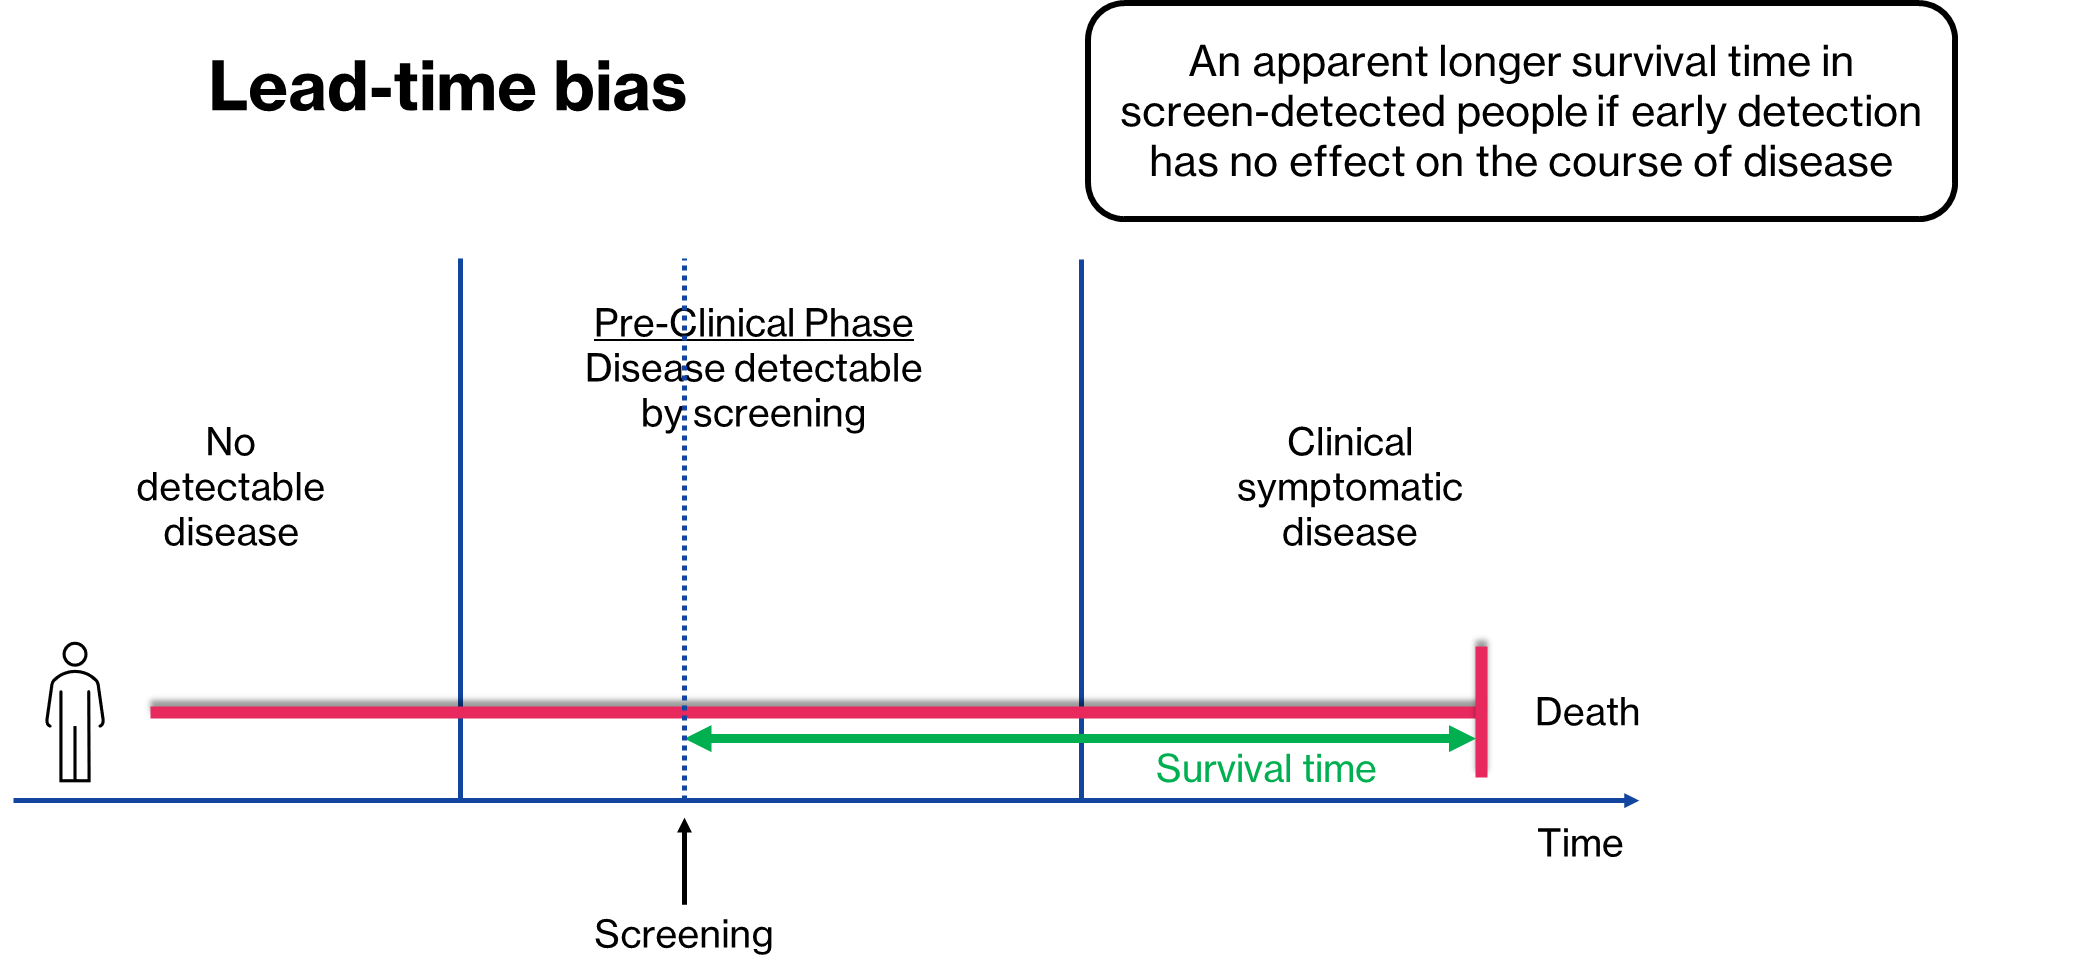 Lead-time bias
An apparent longer survival time in
screen-detected people if early detection
has no effect on the course of disease
Pre-Clinical Phase
Disease detectable
by screening
No
detectable
disease
Clinical
symptomatic
disease
Death
Survival time
Time
Screening